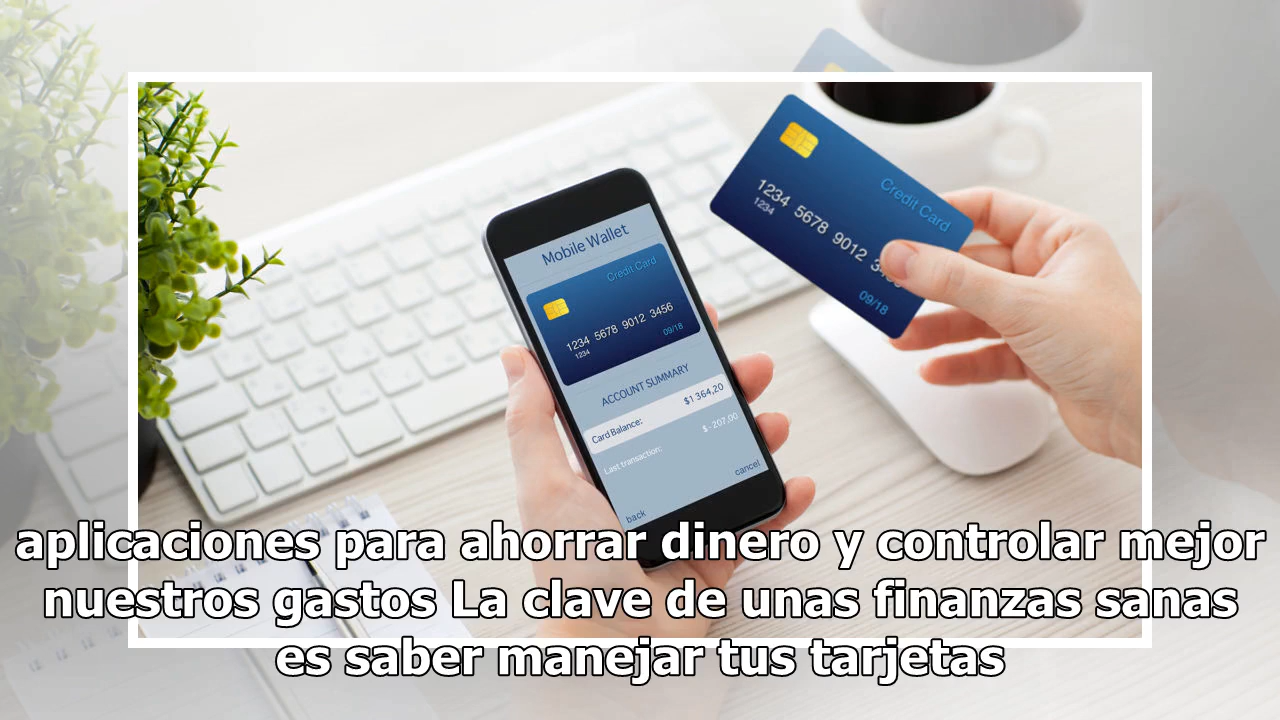 Credit Card
1234 5678 9012 3456
1234
09/18
Mobile Wallet
Credit Card
1234 5678 9012 3456
1234
09/18
ACCOUNT SUMMARY
Card Balance: $1 364,20
Last transaction: $ -207,00
cancel
back
aplicaciones para ahorrar dinero y controlar mejor
nuestros gastos La clave de unas finanzas sanas
es saber manejar tus tarjetas